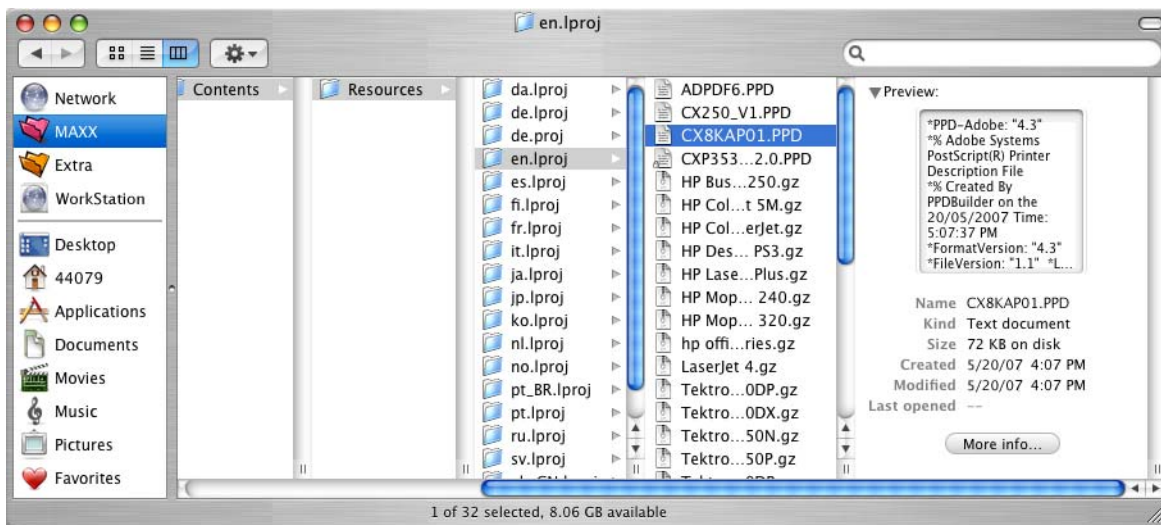 en.lproj
Network
MAXX
Extra
WorkStation
Desktop
44079
Applications
Documents
Movies
Music
Pictures
Favorites
Contents
Resources
da.lproj
de.lproj
de.proj
en.lproj
es.lproj
fi.lproj
fr.lproj
it.lproj
ja.lproj
jp.lproj
ko.lproj
nl.lproj
no.lproj
pt_BR.lproj
pt.lproj
ru.lproj
sv.lproj
ADPDF6.PPD
CX250_V1.PPD
CX8KAP01.PPD
CXP353...2.0.PPD
HP Bus...250.gz
HP Col...t 5M.gz
HP Col...erJet.gz
HP Des... PS3.gz
HP Lase...Plus.gz
HP Mop... 240.gz
HP Mop... 320.gz
hp offi...ries.gz
LaserJet 4.gz
Tektro...0DP.gz
Tektro...0DX.gz
Tektro...50N.gz
Tektro...50P.gz
Preview:
*PPD-Adobe: "4.3"
*% Adobe Systems
PostScript(R) Printer
Description File
*% Created By
PPDBuilder on the
20/05/2007 Time:
5:07:37 PM
*FormatVersion: "4.3"
*FileVersion: "1.1" *L...
Name CX8KAP01.PPD
Kind Text document
Size 72 KB on disk
Created 5/20/07 4:07 PM
Modified 5/20/07 4:07 PM
Last opened --
More info...
1 of 32 selected, 8.06 GB available